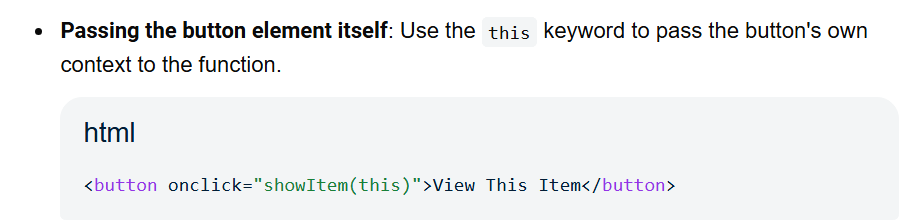 Passing the button element itself: Use the this keyword to pass the button's own
context to the function.
html
<button onclick="showItem(this)">View This Item</button>